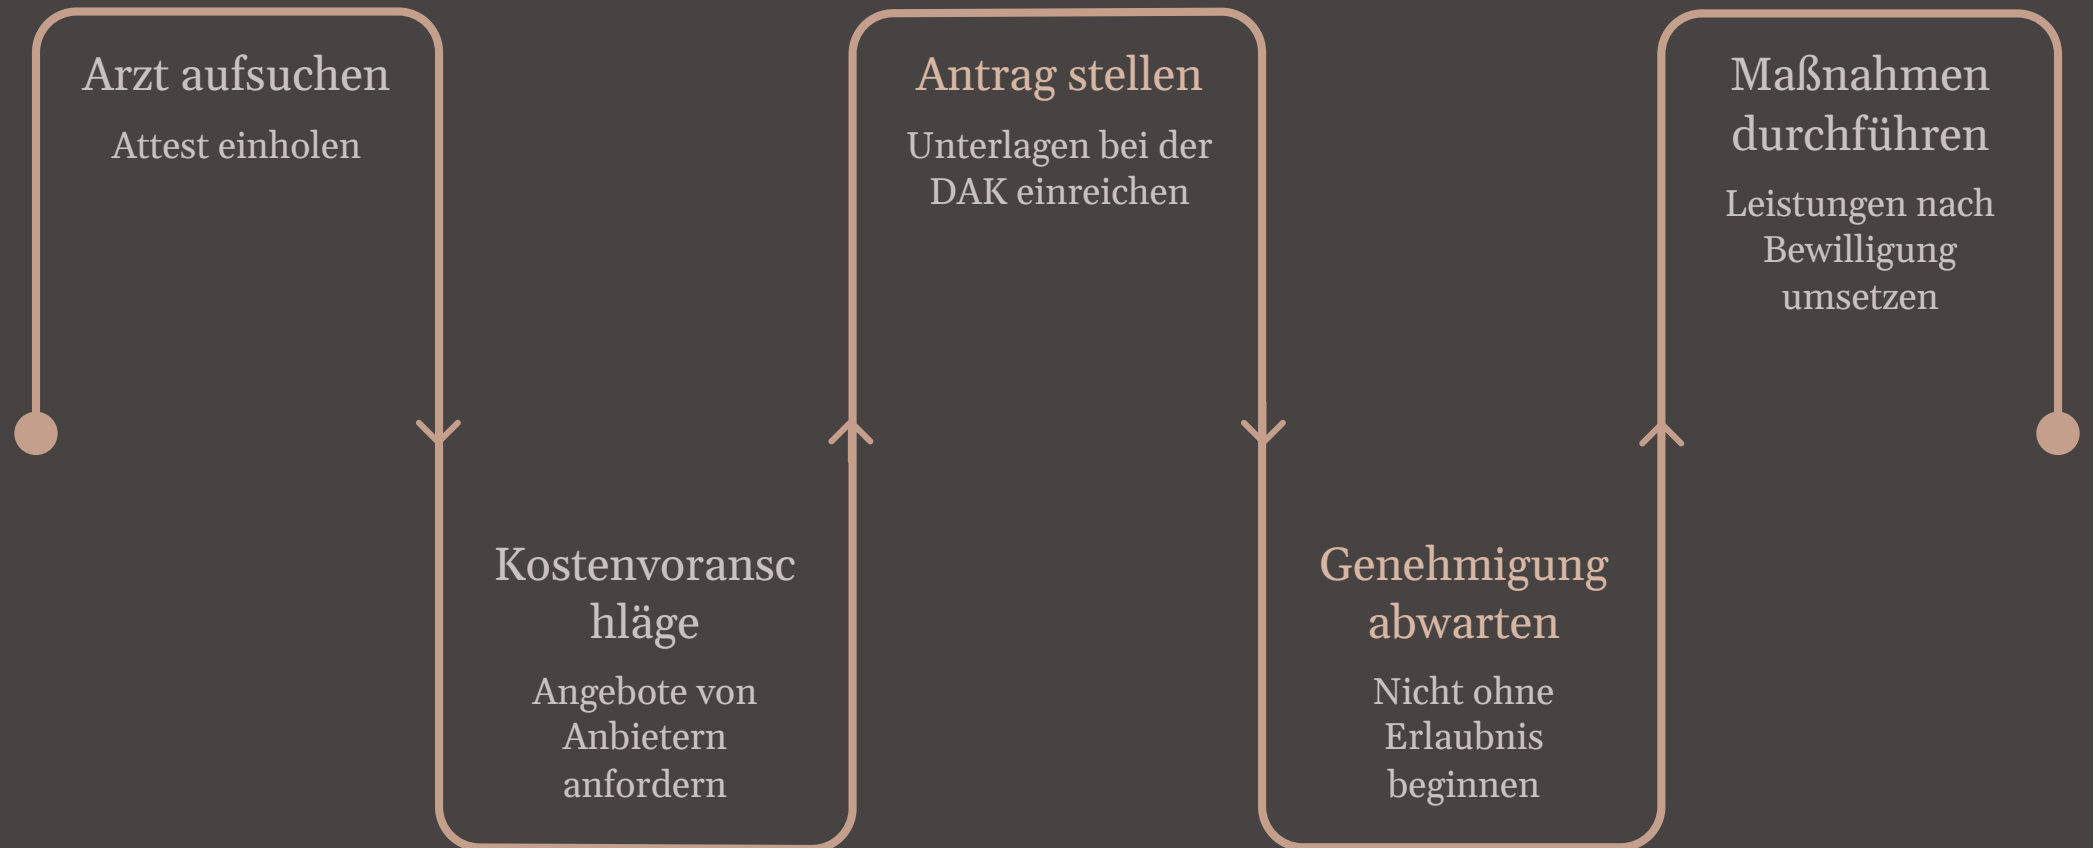 Arzt aufsuchen
Attest einholen
Kostenvoransc
hläge
Angebote von
Anbietern
anfordern
Antrag stellen
Unterlagen bei der
DAK einreichen
Genehmigung
abwarten
Nicht ohne
Erlaubnis
beginnen
Maßnahmen
durchführen
Leistungen nach
Bewilligung
umsetzen